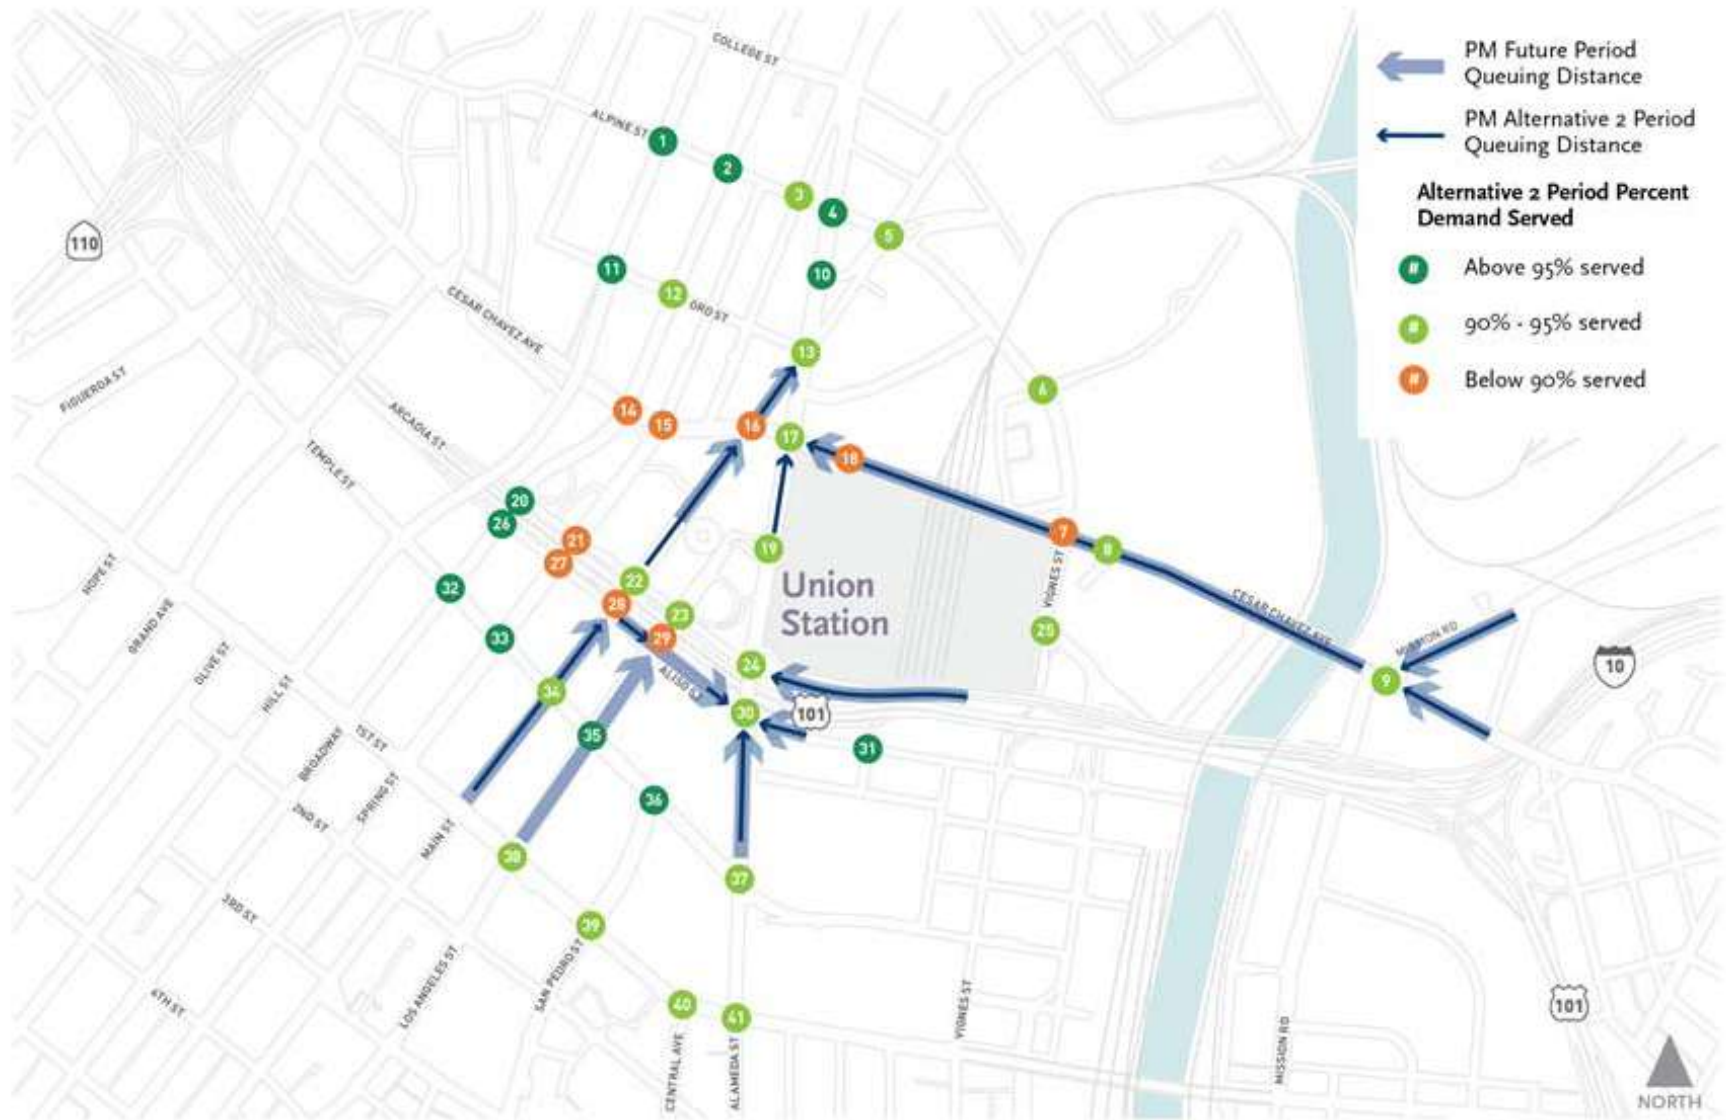 COLLEGE ST
PM Future Period
Queuing Distance
PM Alternative 2 Period
Queuing Distance
Alternative 2 Period Percent
Demand Served
# Above 95% served
# 90% - 95% served
# Below 90% served
ALPINE ST
1
2
3
4
5
110
11
10
12
ORD ST
CESAR CHAVEZ AVE
13
6
FIGUEROA ST
ARCADIA ST
14
15
16
17
18
TEMPLE ST
20
26
21
27
19
7
8
HOPE ST
32
22
28
23
29
Union
Station
VIGNES ST
CESAR CHAVEZ AVE
25
MISSION RD
10
GRAND AVE
33
OLIVE ST
24
ALISO ST
9
HILL ST
34
30
101
31
35
BROADWAY
1ST ST
SPRING ST
36
2ND ST
MAIN ST
38
37
3RD ST
39
LOS ANGELES ST
SAN PEDRO ST
4TH ST
40
41
CENTRAL AVE
ALAMEDA ST
VIGNES ST
MISSION RD
101
NORTH